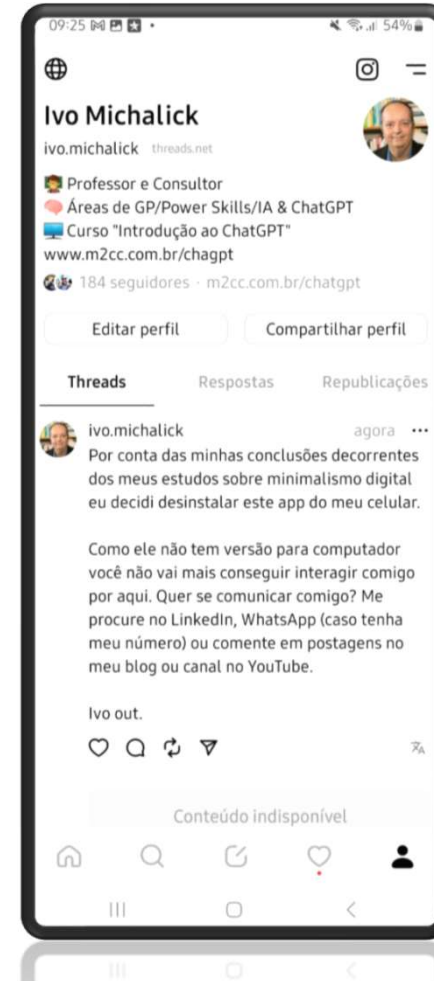 09:25
54%
Ivo Michalick
ivo.michalick threads.net
Professor e Consultor
Áreas de GP/Power Skills/IA & ChatGPT
Curso "Introdução ao ChatGPT"
www.m2cc.com.br/chagpt
184 seguidores · m2cc.com.br/chatgpt
Editar perfil
Compartilhar perfil
Threads
Respostas
Republicações
ivo.michalick
agora
Por conta das minhas conclusões decorrentes
dos meus estudos sobre minimalismo digital
eu decidi desinstalar este app do meu celular.
Como ele não tem versão para computador
você não vai mais conseguir interagir comigo
por aqui. Quer se comunicar comigo? Me
procure no LinkedIn, WhatsApp (caso tenha
meu número) ou comente em postagens no
meu blog ou canal no YouTube.
Ivo out.
Conteúdo indisponível